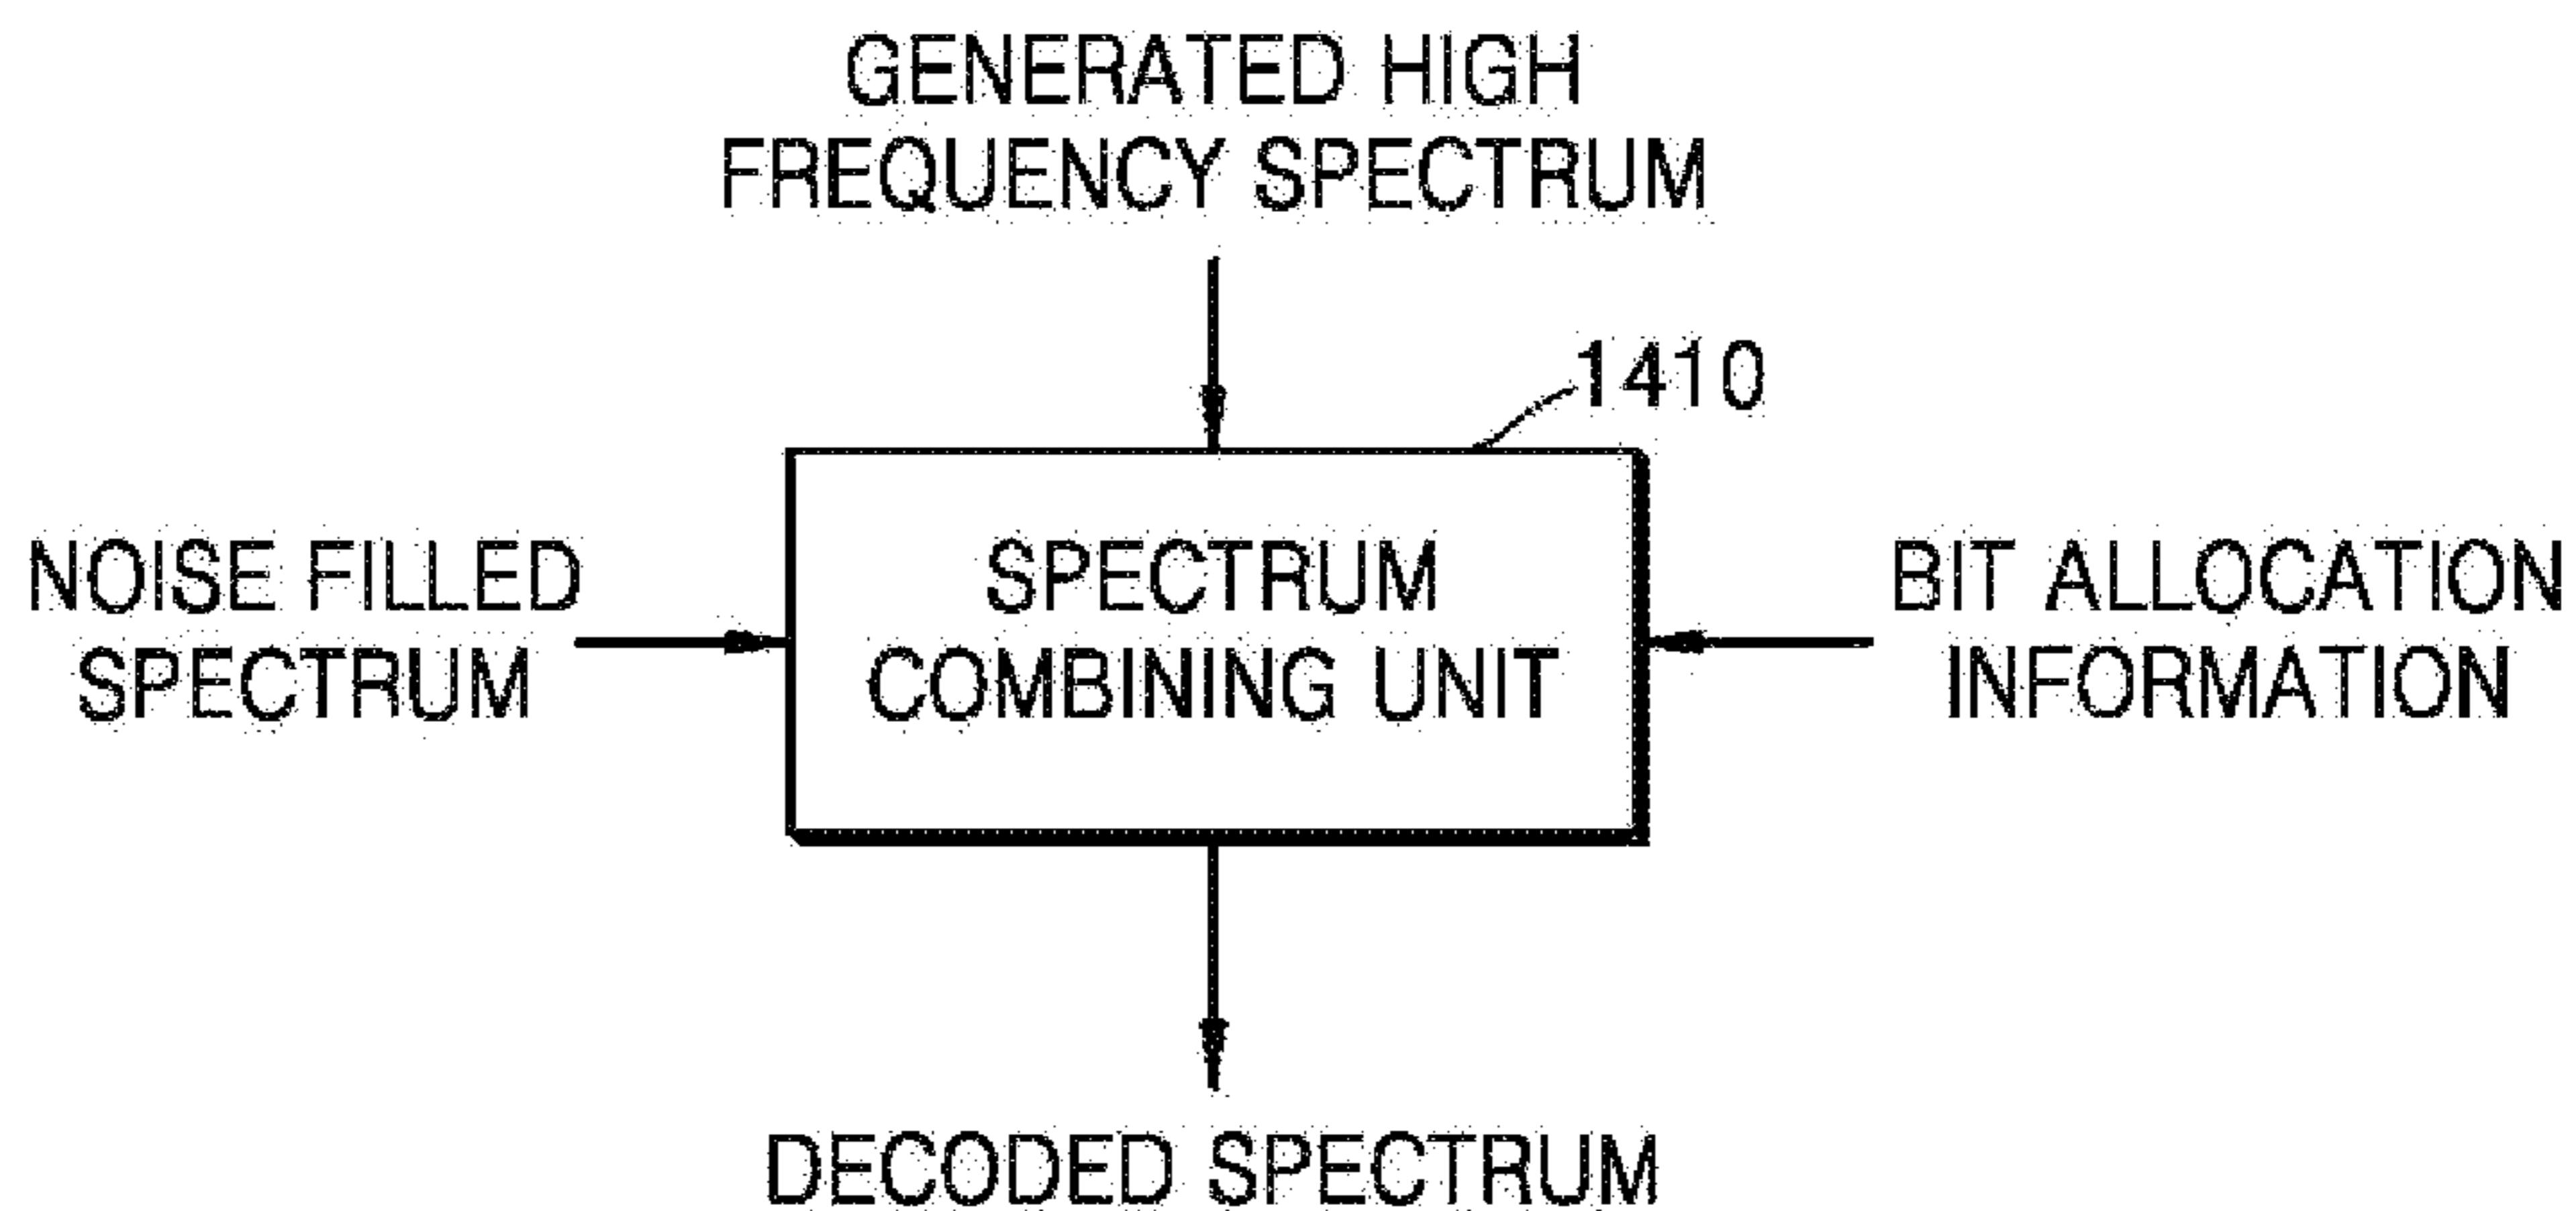 GENERATED HIGH
FREQUENCY SPECTRUM
1410
NOISE FILLED
SPECTRUM
SPECTRUM
COMBINING UNIT
BIT ALLOCATION
INFORMATION
DECODED SPECTRUM